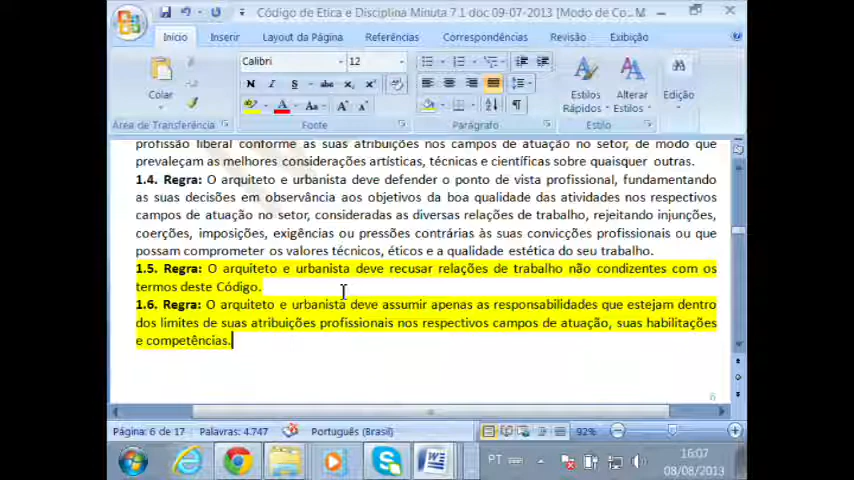 Código de Ética e Disciplina Minuta 7.1 doc 09-07-2013 [Modo de Co... M...
Início Inserir Layout da Página Referências Correspondências Revisão Exibição
Calibri 12
Colar
N I S abc x₂ x²
Estilos Rápidos
Alterar Estilos
Edição
Área de Transferência Fonte Parágrafo Estilo
profissão liberal conforme as suas atribuições nos campos de atuação no setor, de modo que
prevaleçam as melhores considerações artísticas, técnicas e científicas sobre quaisquer outras.
1.4. Regra: O arquiteto e urbanista deve defender o ponto de vista profissional, fundamentando
as suas decisões em observância aos objetivos da boa qualidade das atividades nos respectivos
campos de atuação no setor, consideradas as diversas relações de trabalho, rejeitando injunções,
coerções, imposições, exigências ou pressões contrárias às suas convicções profissionais ou que
possam comprometer os valores técnicos, éticos e a qualidade estética do seu trabalho.
1.5. Regra: O arquiteto e urbanista deve recusar relações de trabalho não condizentes com os
termos deste Código.
1.6. Regra: O arquiteto e urbanista deve assumir apenas as responsabilidades que estejam dentro
dos limites de suas atribuições profissionais nos respectivos campos de atuação, suas habilitações
e competências.
6
Página: 6 de 17 Palavras: 4.747 Português (Brasil) 92%
PT 16:07
08/08/2013